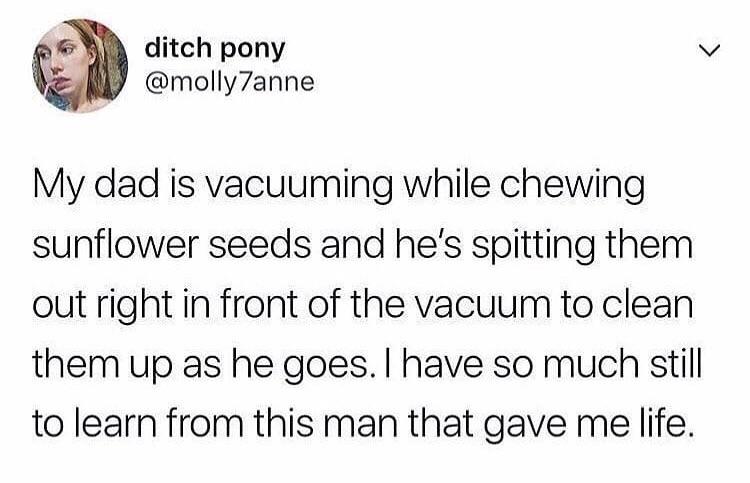 ditch pony
@molly7anne
My dad is vacuuming while chewing
sunflower seeds and he's spitting them
out right in front of the vacuum to clean
them up as he goes. I have so much still
to learn from this man that gave me life.